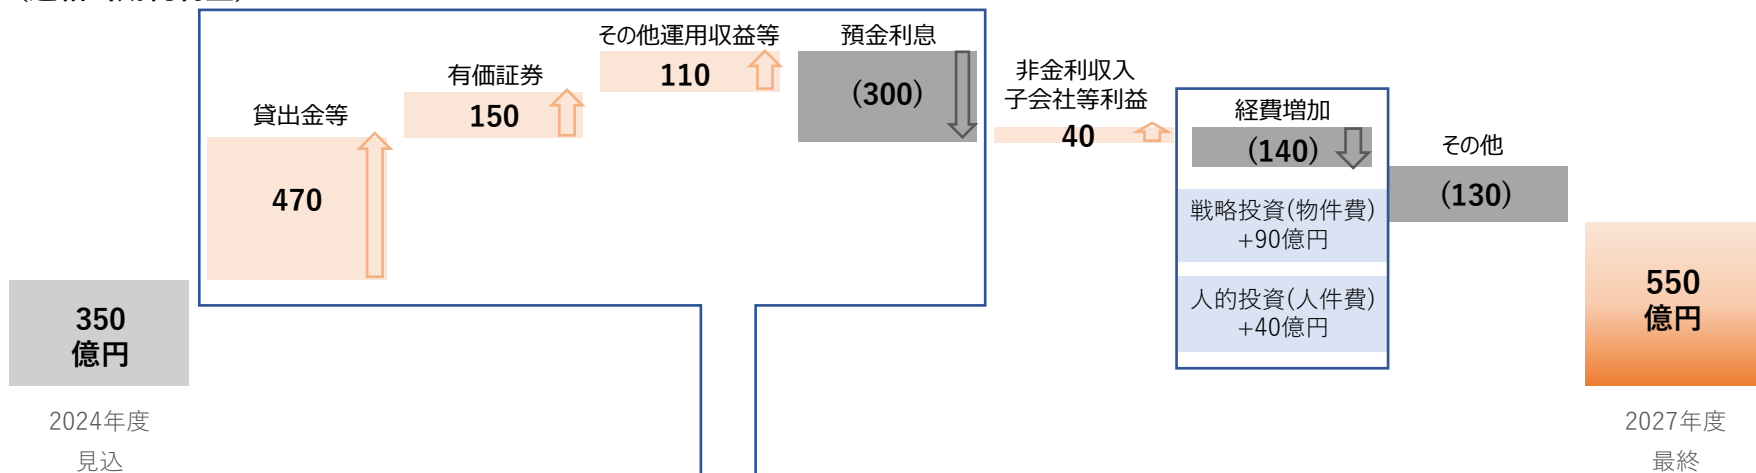 貸出金等
470
有価証券
150
その他運用収益等
110
預金利息
(300)
非金利収入
子会社等利益
40
経費増加
(140)
戦略投資(物件費)
+90億円
人的投資(人件費)
+40億円
その他
(130)
350
億円
2024年度
見込
550
億円
2027年度
最終